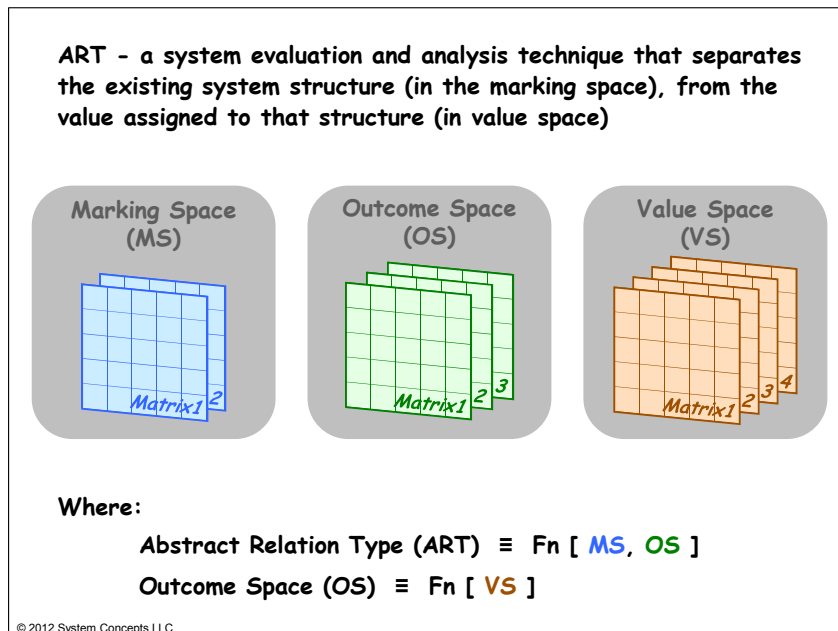 ART - a system evaluation and analysis technique that separates
the existing system structure (in the marking space), from the
value assigned to that structure (in value space)
Marking Space
(MS)
Matrix1
2
Outcome Space
(OS)
Matrix1
2
3
Value Space
(VS)
Matrix1
2
3
4
Where:
Abstract Relation Type (ART) ≡ Fn [ MS, OS ]
Outcome Space (OS) ≡ Fn [ VS ]
© 2012 System Concepts LLC